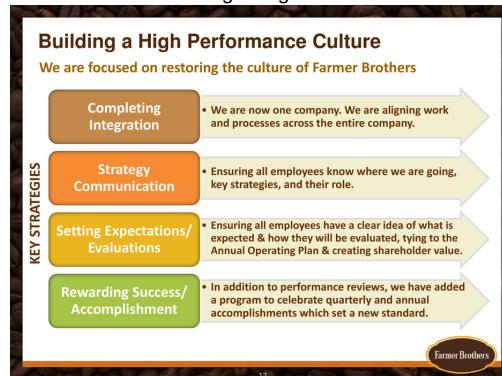 Building a High Performance Culture
We are focused on restoring the culture of Farmer Brothers
KEY STRATEGIES
Completing
Integration
• We are now one company. We are aligning work
and processes across the entire company.
Strategy
Communication
• Ensuring all employees know where we are going,
key strategies, and their role.
Setting Expectations/
Evaluations
• Ensuring all employees have a clear idea of what is
expected & how they will be evaluated, tying to the
Annual Operating Plan & creating shareholder value.
Rewarding Success/
Accomplishment
• In addition to performance reviews, we have added
a program to celebrate quarterly and annual
accomplishments which set a new standard.
Farmer Brothers
17